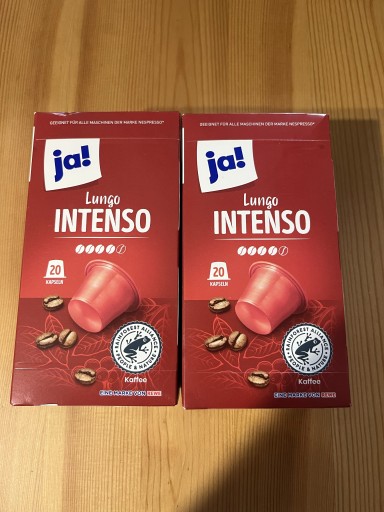 GEEIGNET FÜR ALLE MASCHINEN DER MARKE NESPRESSO*
ja!
Lungo
INTENSO
20
KAPSELN
RAINFOREST ALLIANCE
PEOPLE & NATURE
Kaffee
EINE MARKE VON REWE
GEEIGNET FÜR ALLE MASCHINEN DER MARKE NESPRESSO*
ja!
Lungo
INTENSO
20
KAPSELN
RAINFOREST ALLIANCE
PEOPLE & NATURE
Kaffee
EINE MARKE VON REWE